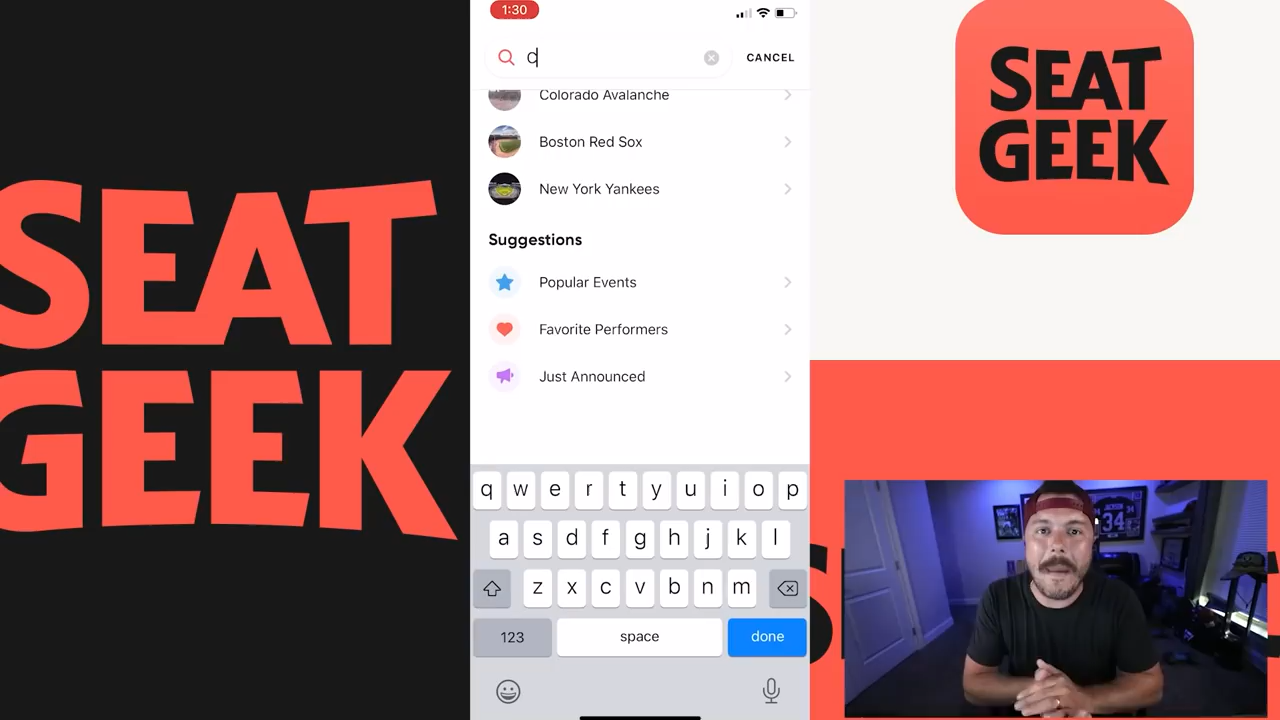 SEAT
GEEK
1:30
C
CANCEL
Colorado Avalanche
Boston Red Sox
New York Yankees
Suggestions
Popular Events
Favorite Performers
Just Announced
q w e r t y u i o p
a s d f g h j k l
z x c v b n m
123 space done
SEAT
GEEK
34